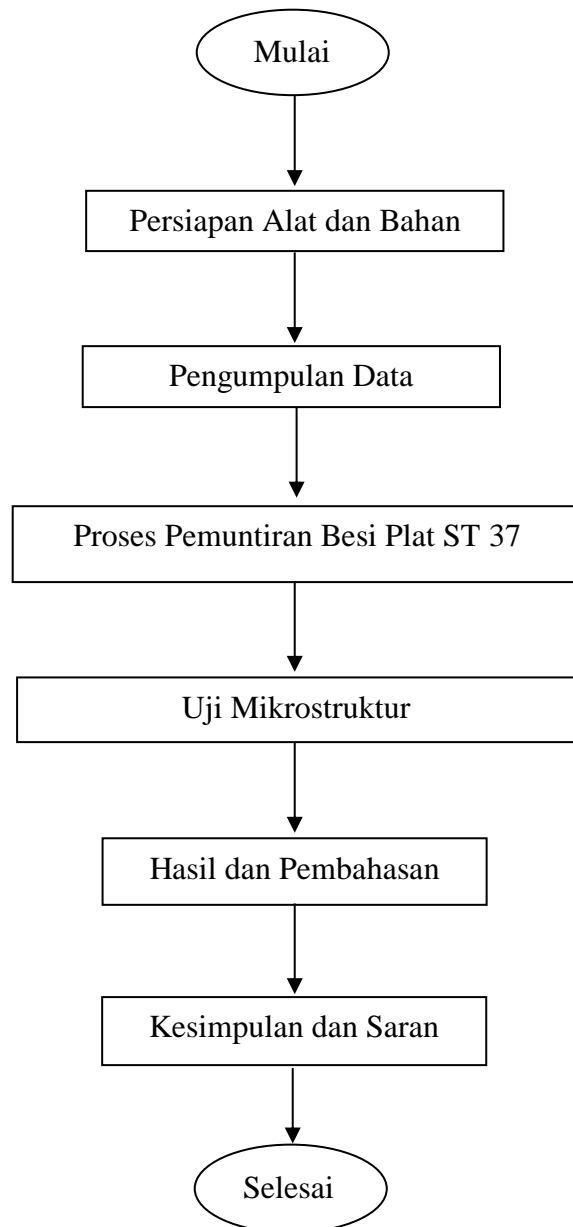 Mulai
Persiapan Alat dan Bahan
Pengumpulan Data
Proses Pemuntiran Besi Plat ST 37
Uji Mikrostruktur
Hasil dan Pembahasan
Kesimpulan dan Saran
Selesai